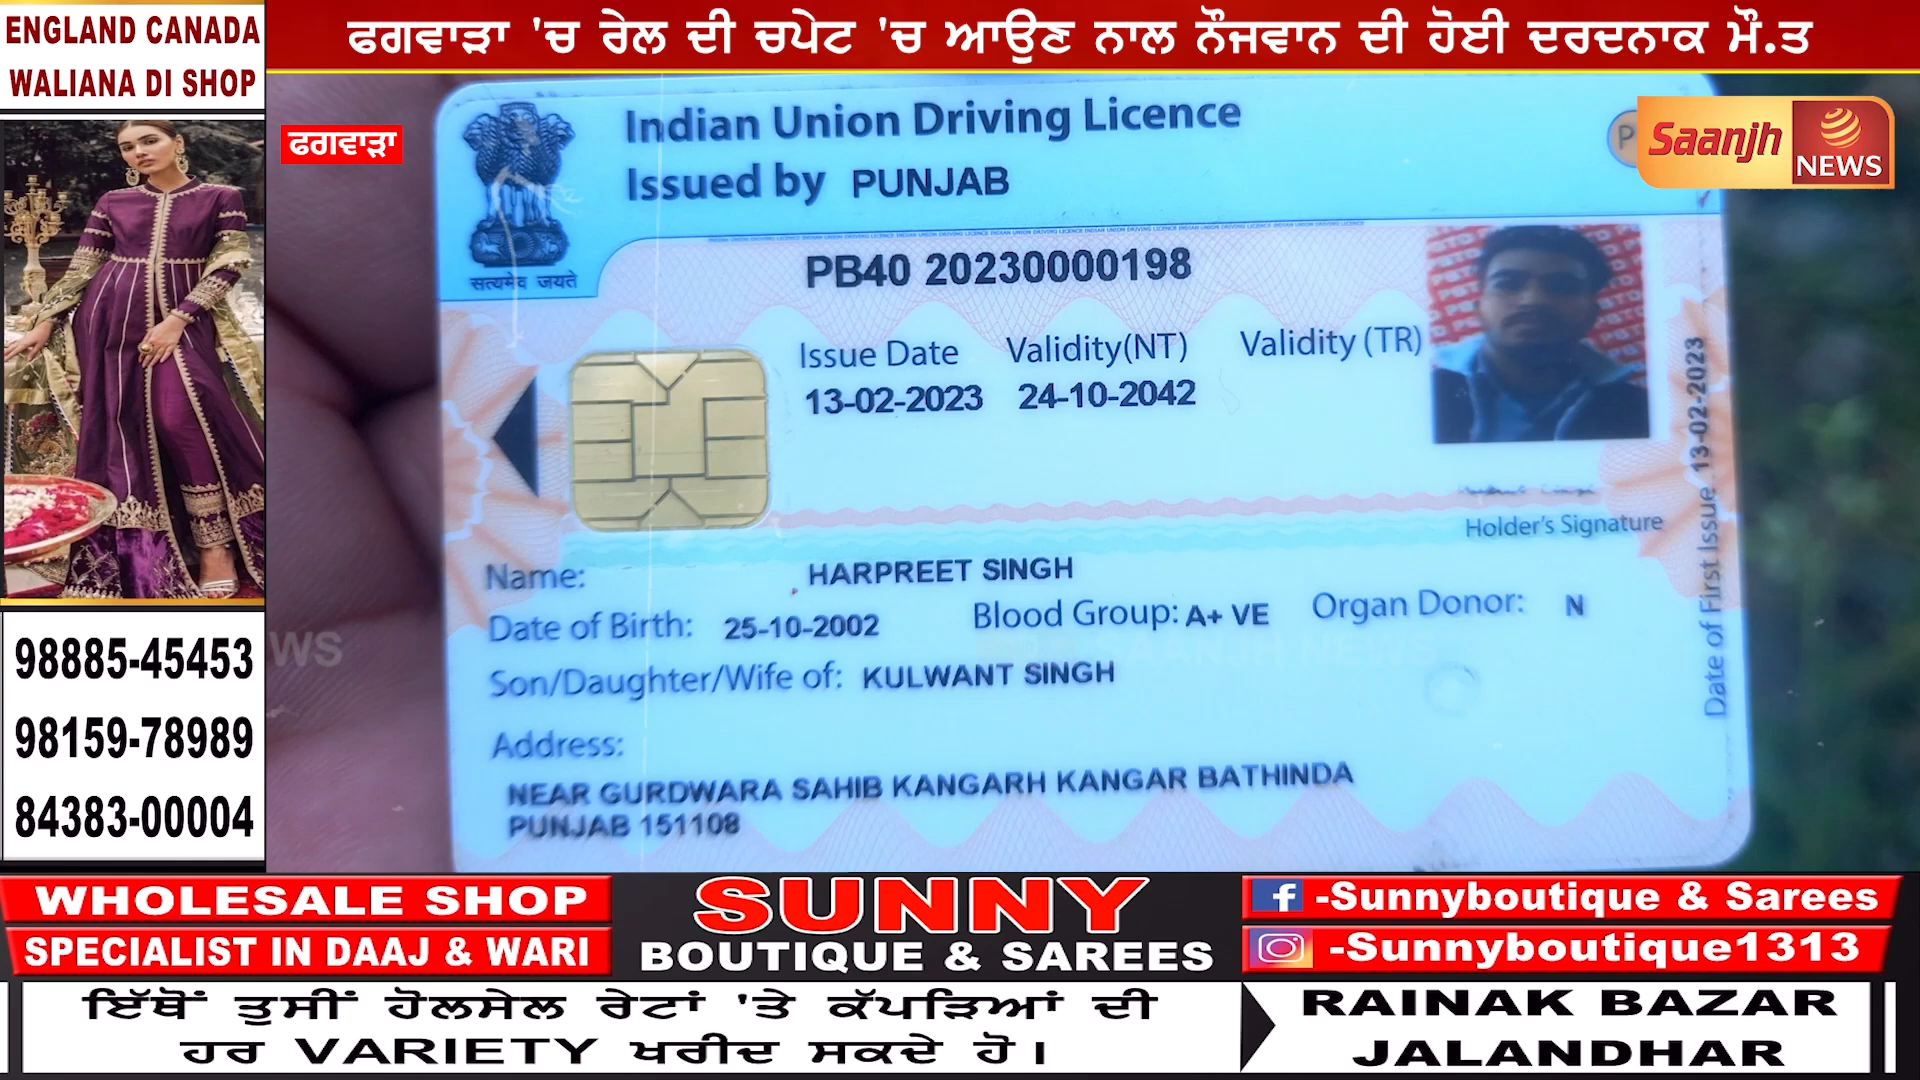 ENGLAND CANADA
WALIANA DI SHOP
ਫਗਵਾੜਾ 'ਚ ਰੇਲ ਦੀ ਚਪੇਟ 'ਚ ਆਉਣ ਨਾਲ ਨੌਜਵਾਨ ਦੀ ਹੋਈ ਦਰਦਨਾਕ ਮੌ.ਤ
ਫਗਵਾੜਾ
Saanjh
NEWS
Indian Union Driving Licence
Issued by PUNJAB
सत्यमेव जयते
PB40 20230000198
Issue Date Validity(NT) Validity (TR)
13-02-2023 24-10-2042
Holder's Signature
Date of First Issue 13-02-2023
Name: HARPREET SINGH
Date of Birth: 25-10-2002 Blood Group: A+ VE Organ Donor: N
Son/Daughter/Wife of: KULWANT SINGH
Address:
NEAR GURDWARA SAHIB KANGARH KANGAR BATHINDA
PUNJAB 151108
SAANJH NEWS
98885-45453
98159-78989
84383-00004
WHOLESALE SHOP
SPECIALIST IN DAAJ & WARI
SUNNY
BOUTIQUE & SAREES
f -Sunnyboutique & Sarees
-Sunnyboutique1313
ਇੱਥੋਂ ਤੁਸੀਂ ਹੋਲਸੇਲ ਰੇਟਾਂ 'ਤੇ ਕੱਪੜਿਆਂ ਦੀ
ਹਰ VARIETY ਖਰੀਦ ਸਕਦੇ ਹੋ।
RAINAK BAZAR
JALANDHAR